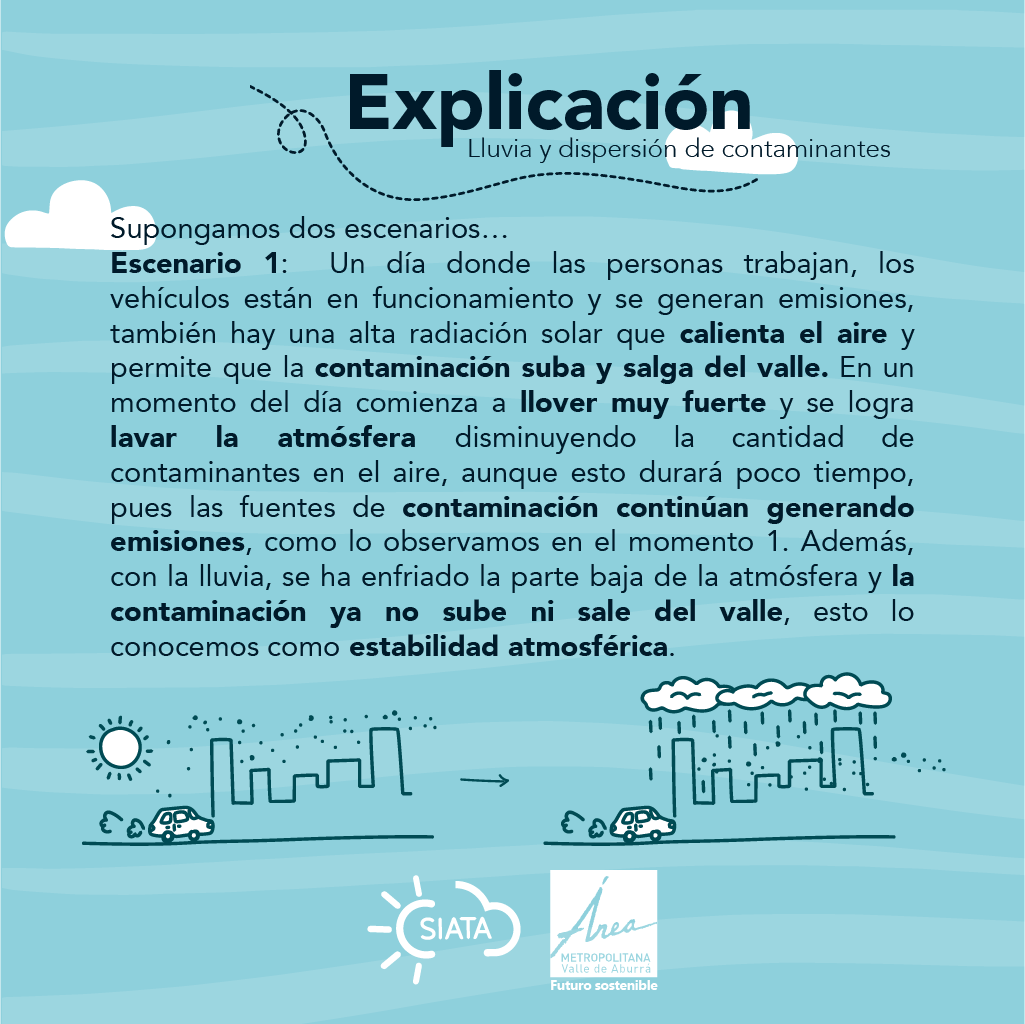 Explicación
Lluvia y dispersión de contaminantes
Supongamos dos escenarios...
Escenario 1: Un día donde las personas trabajan, los
vehículos están en funcionamiento y se generan emisiones,
también hay una alta radiación solar que calienta el aire y
permite que la contaminación suba y salga del valle. En un
momento del día comienza a llover muy fuerte y se logra
lavar la atmósfera disminuyendo la cantidad de
contaminantes en el aire, aunque esto durará poco tiempo,
pues las fuentes de contaminación continúan generando
emisiones, como lo observamos en el momento 1. Además,
con la lluvia, se ha enfriado la parte baja de la atmósfera y la
contaminación ya no sube ni sale del valle, esto lo
conocemos como estabilidad atmosférica.
SIATA
Área
METROPOLITANA
Valle de Aburrá
Futuro sostenible